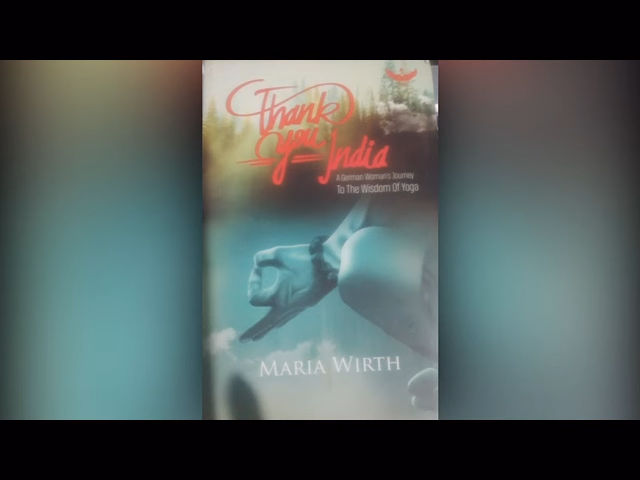 Thank
you India
A German Woman's Journey
To The Wisdom Of Yoga
MARIA WIRTH